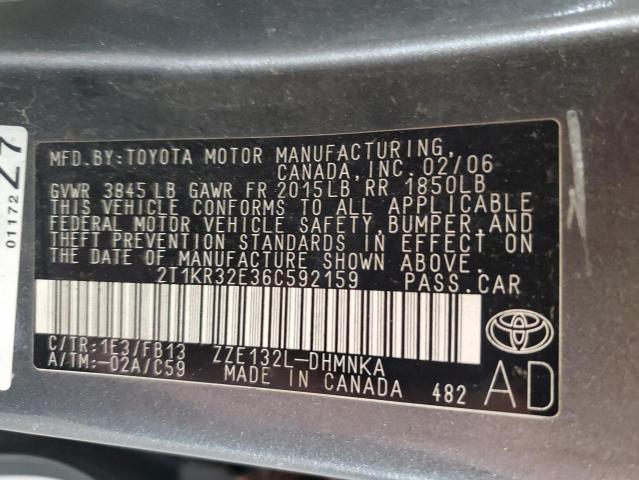 MFD.BY:TOYOTA MOTOR MANUFACTURING,
CANADA,INC. 02/06
GVWR 3845 LB GAWR FR 2015LB RR 1850LB
THIS VEHICLE CONFORMS TO ALL APPLICABLE
FEDERAL MOTOR VEHICLE SAFETY,BUMPER,AND
THEFT PREVENTION STANDARDS IN EFFECT ON
THE DATE OF MANUFACTURE SHOWN ABOVE.
2T1KR32E36C592159 PASS.CAR
C/TR:1E3/FB13 ZZE132L-DHMNKA
A/TM:-02A/C59 MADE IN CANADA 482
AD
Z7
01172